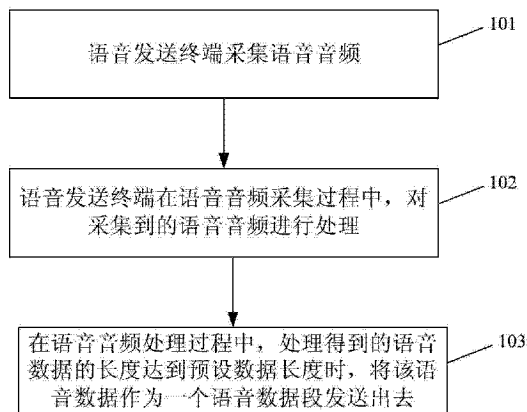 语音发送终端采集语音音频
101
语音发送终端在语音音频采集过程中，对
采集到的语音音频进行处理
102
在语音音频处理过程中，处理得到的语音
数据的长度达到预设数据长度时，将该语
音数据作为一个语音数据段发送出去
103